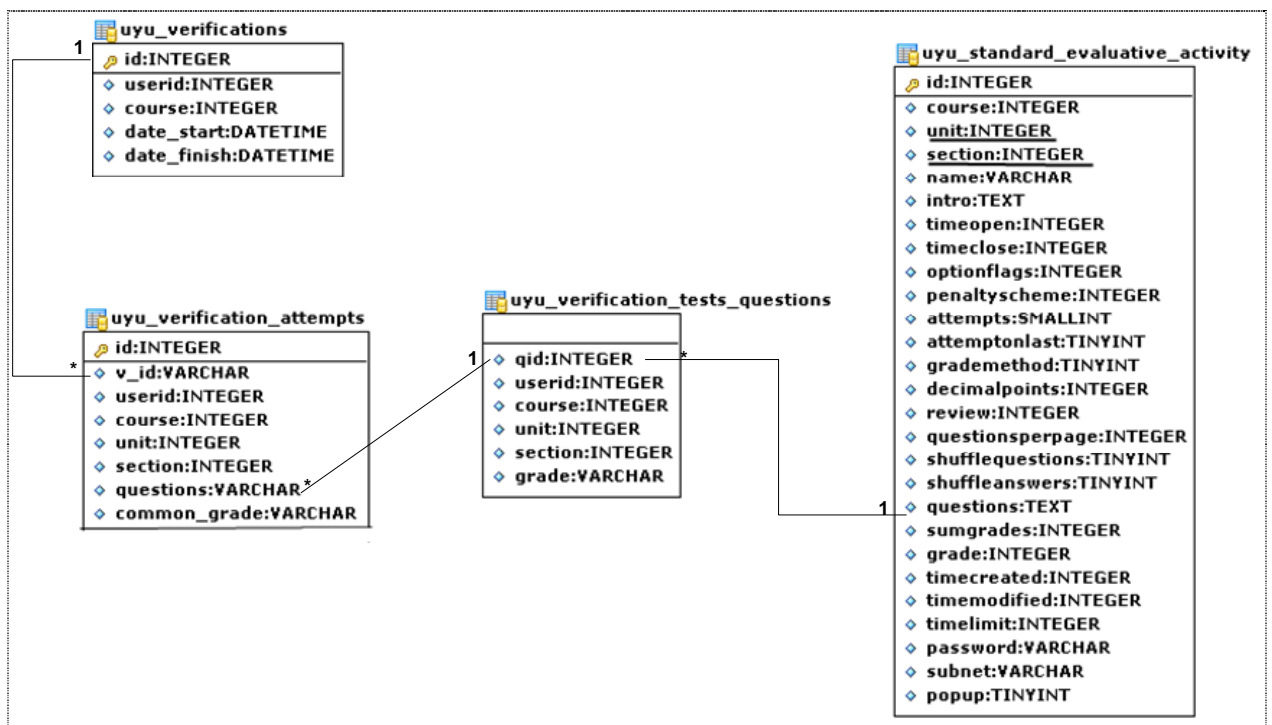 uyu_verifications
1
id:INTEGER
userid:INTEGER
course:INTEGER
date_start:DATETIME
date_finish:DATETIME
uyu_verification_attempts
id:INTEGER
*
v_id:VARCHAR
userid:INTEGER
course:INTEGER
unit:INTEGER
section:INTEGER
questions:VARCHAR
*
common_grade:VARCHAR
uyu_verification_tests_questions
1
qid:INTEGER
*
userid:INTEGER
course:INTEGER
unit:INTEGER
section:INTEGER
grade:VARCHAR
uyu_standard_evaluative_activity
id:INTEGER
course:INTEGER
unit:INTEGER
section:INTEGER
name:VARCHAR
intro:TEXT
timeopen:INTEGER
timeclose:INTEGER
optionflags:INTEGER
penaltyscheme:INTEGER
attempts:SMALLINT
attemptonlast:TINYINT
grademethod:TINYINT
decimalpoints:INTEGER
review:INTEGER
questionsperpage:INTEGER
shufflequestions:TINYINT
shuffleanswers:TINYINT
1
questions:TEXT
sumgrades:INTEGER
grade:INTEGER
timecreated:INTEGER
timemodified:INTEGER
timelimit:INTEGER
password:VARCHAR
subnet:VARCHAR
popup:TINYINT